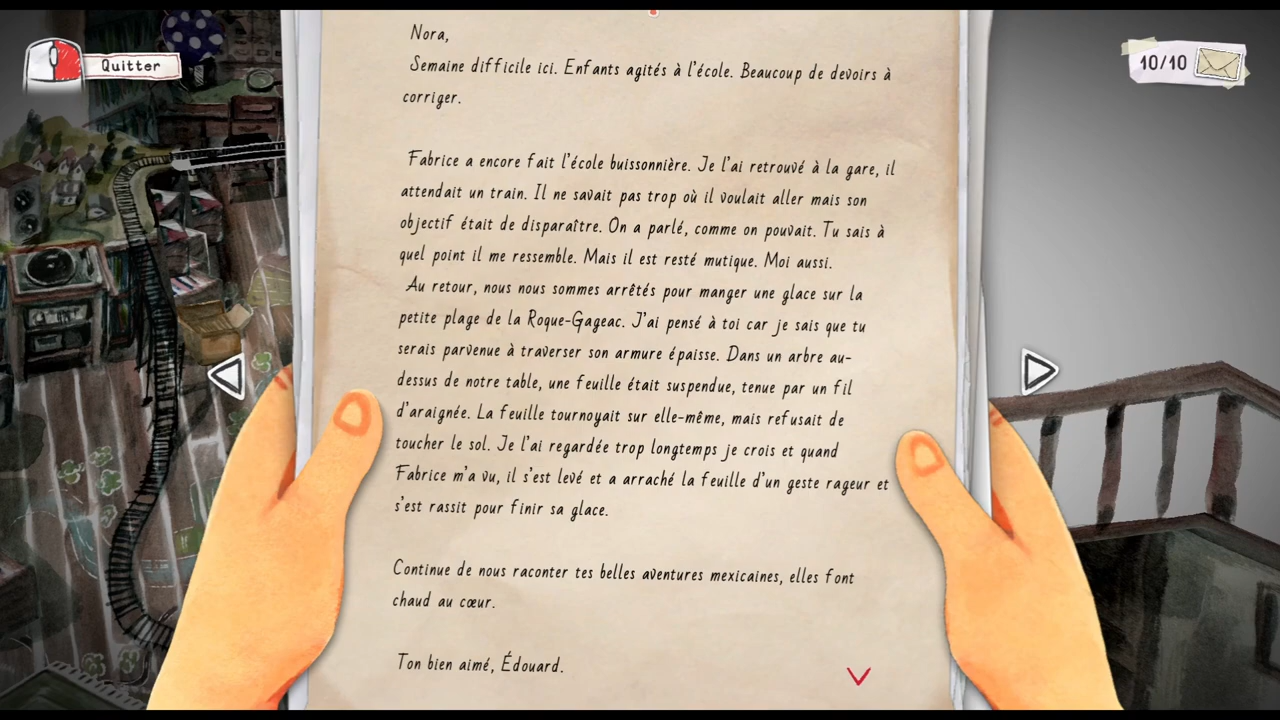 Quitter
10/10
Nora,
Semaine difficile ici. Enfants agités à l'école. Beaucoup de devoirs à
corriger.
Fabrice a encore fait l'école buissonnière. Je l'ai retrouvé à la gare, il
attendait un train. Il ne savait pas trop où il voulait aller mais son
objectif était de disparaître. On a parlé, comme on pouvait. Tu sais à
quel point il me ressemble. Mais il est resté mutique. Moi aussi.
Au retour, nous nous sommes arrêtés pour manger une glace sur la
petite plage de la Roque-Gageac. J'ai pensé à toi car je sais que tu
serais parvenue à traverser son armure épaisse. Dans un arbre au-
dessus de notre table, une feuille était suspendue, tenue par un fil
d'araignée. La feuille tournoyait sur elle-même, mais refusait de
toucher le sol. Je l'ai regardée trop longtemps je crois et quand
Fabrice m'a vu, il s'est levé et a arraché la feuille d'un geste rageur et
s'est rassit pour finir sa glace.
Continue de nous raconter tes belles aventures mexicaines, elles font
chaud au cœur.
Ton bien aimé, Édouard.